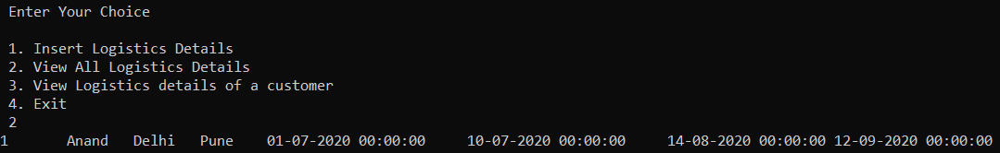 Enter Your Choice
1. Insert Logistics Details
2. View All Logistics Details
3. View Logistics details of a customer
4. Exit
2
1 Anand Delhi Pune 01-07-2020 00:00:00 10-07-2020 00:00:00 14-08-2020 00:00:00 12-09-2020 00:00:00